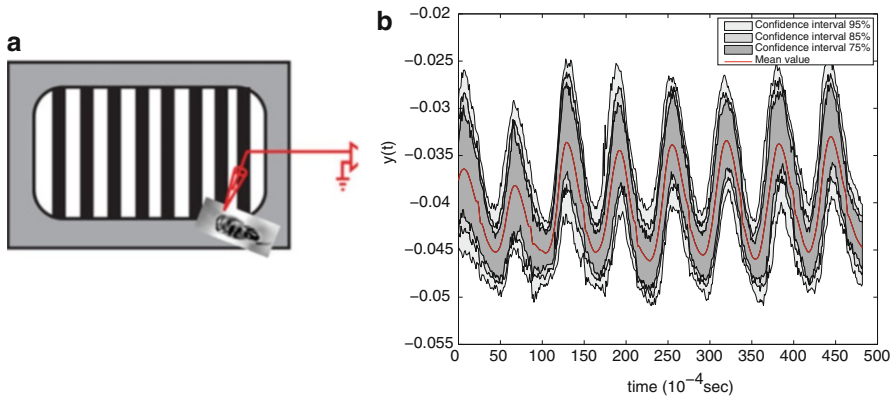 a
b
−0.02
−0.025
−0.03
−0.035
−0.04
−0.045
−0.05
−0.055
y(t)
Confidence interval 95%
Confidence interval 85%
Confidence interval 75%
Mean value
0 50 100 150 200 250 300 350 400 450 500
time (10⁻⁴sec)